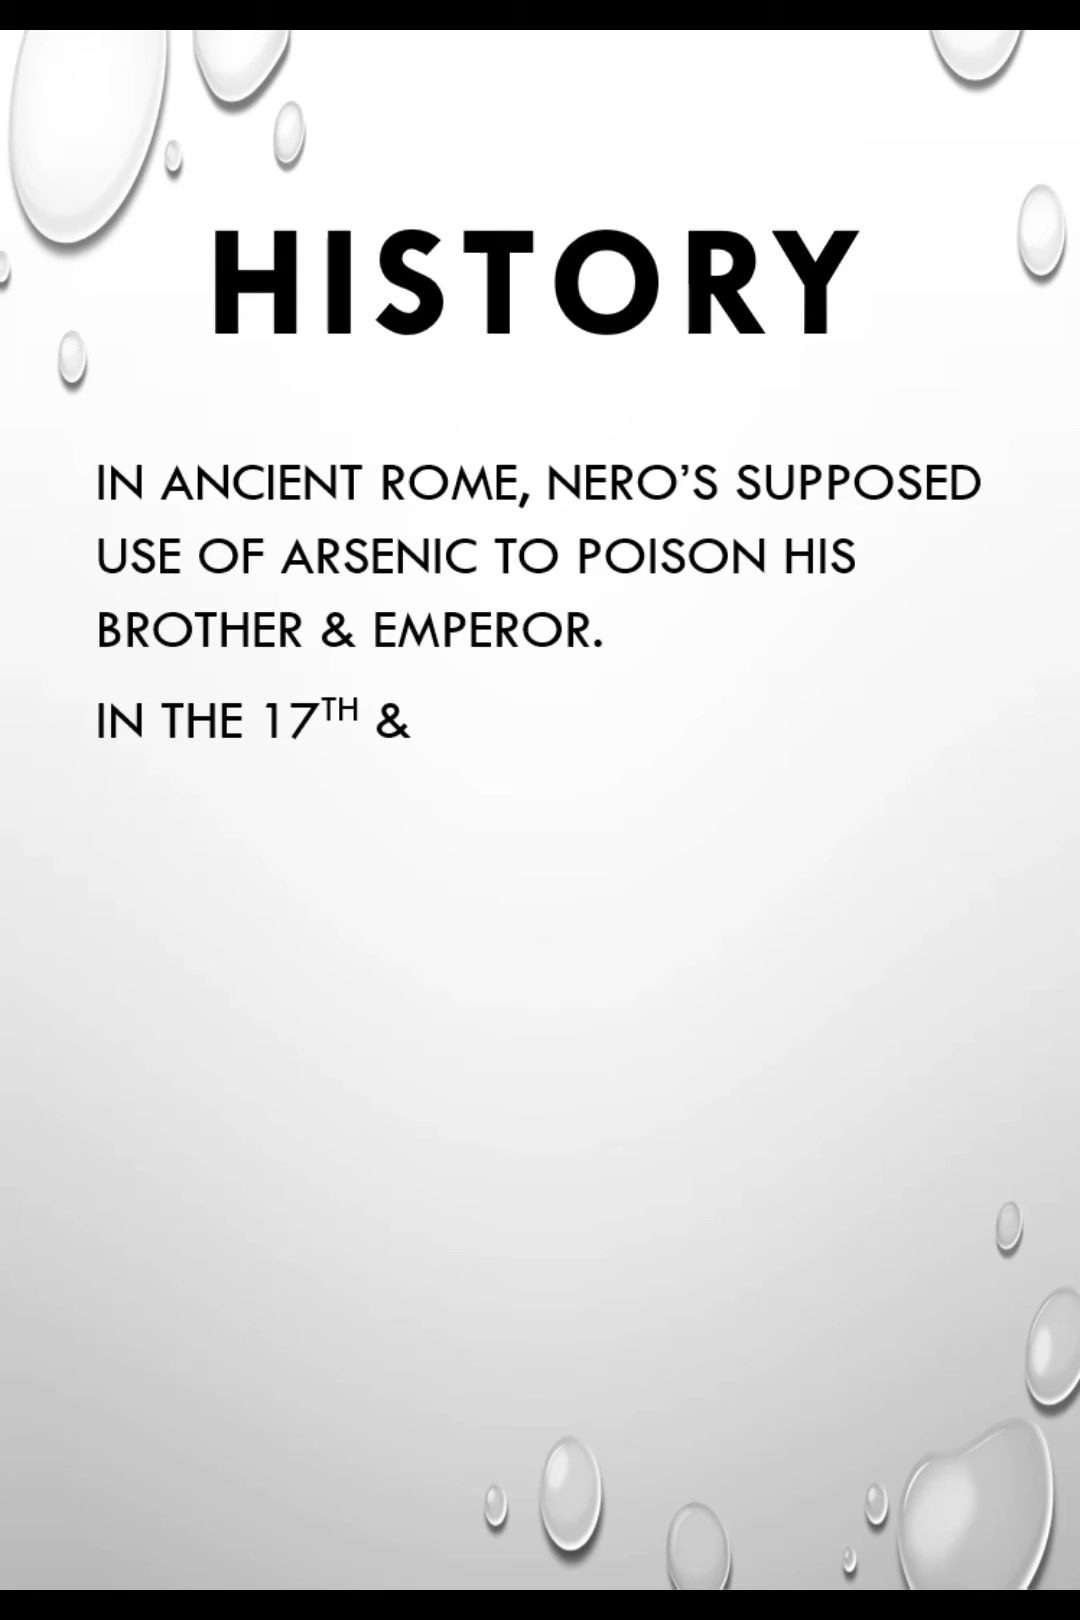 HISTORY
IN ANCIENT ROME, NERO’S SUPPOSED
USE OF ARSENIC TO POISON HIS
BROTHER & EMPEROR.
IN THE 17TH &